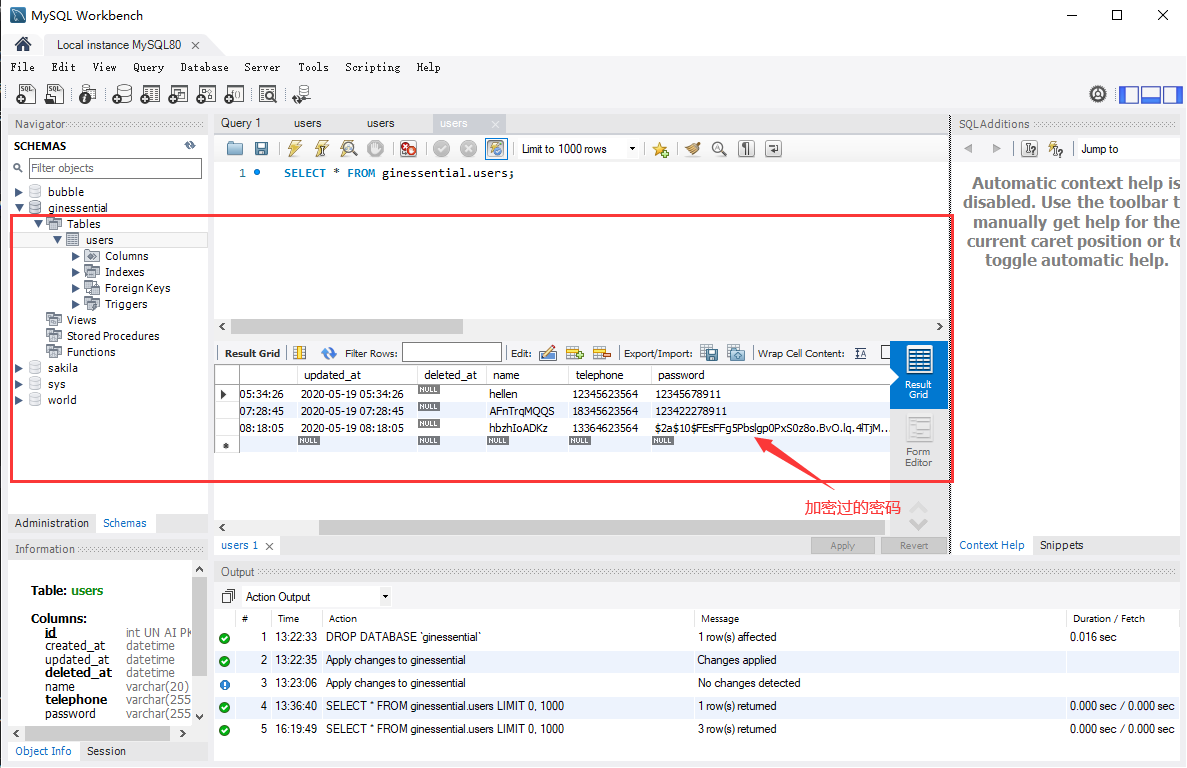 MySQL Workbench
Local instance MySQL80
File Edit View Query Database Server Tools Scripting Help
Navigator
SCHEMAS
Filter objects
bubble
ginessential
Tables
users
Columns
Indexes
Foreign Keys
Triggers
Views
Stored Procedures
Functions
sakila
sys
world
Administration Schemas
Information
Table: users
Columns:
id int UN AI PK
created_at datetime
updated_at datetime
deleted_at datetime
name varchar(20)
telephone varchar(255
password varchar(255
Object Info Session
Query 1 users users users
Limit to 1000 rows
1 SELECT * FROM ginessential.users;
Result Grid Filter Rows: Edit: Export/Import: Wrap Cell Content:
updated_at deleted_at name telephone password
05:34:26 2020-05-19 05:34:26 NULL hellen 12345623564 12345678911
07:28:45 2020-05-19 07:28:45 NULL AFnTrqMQQS 18345623564 123422278911
08:18:05 2020-05-19 08:18:05 NULL hbzhIoADKz 13364623564 $2a$10$FEsFFg5Pbslgp0PxS0z8o.BvO.lq.4lTjM...
NULL NULL NULL NULL NULL
Result
Grid
Form
Editor
加密过的密码
users 1
Apply Revert
SQLAdditions
Jump to
Automatic context help is
disabled. Use the toolbar t
manually get help for the
current caret position or to
toggle automatic help.
Context Help Snippets
Output
Action Output
# Time Action Message Duration / Fetch
1 13:22:33 DROP DATABASE `ginessential` 1 row(s) affected 0.016 sec
2 13:22:35 Apply changes to ginessential Changes applied
3 13:23:06 Apply changes to ginessential No changes detected
4 13:36:40 SELECT * FROM ginessential.users LIMIT 0, 1000 1 row(s) returned 0.000 sec / 0.000 sec
5 16:19:49 SELECT * FROM ginessential.users LIMIT 0, 1000 3 row(s) returned 0.000 sec / 0.000 sec